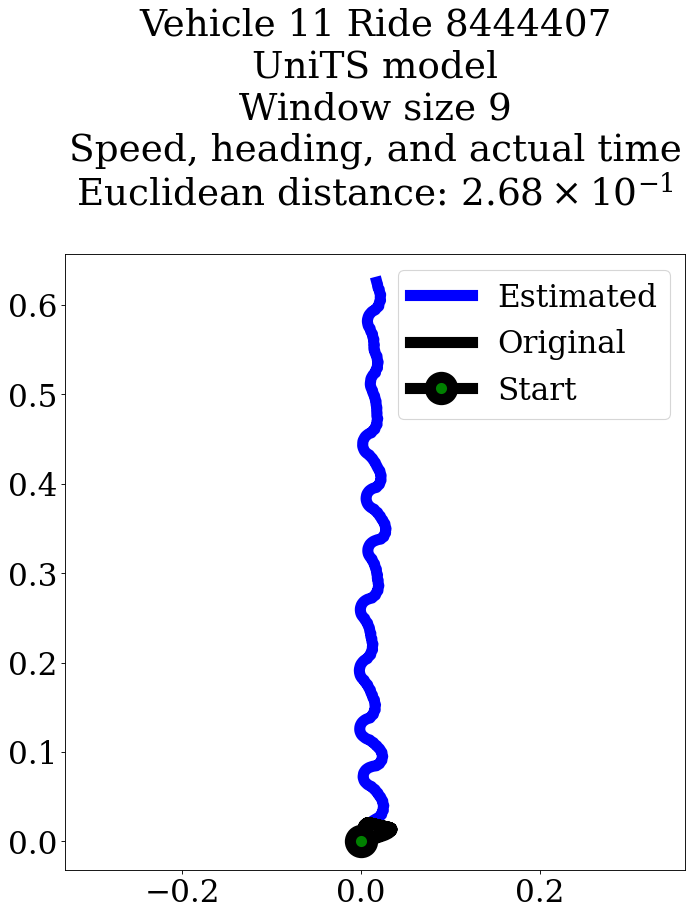 Vehicle 11 Ride 8444407
UniTS model
Window size 9
Speed, heading, and actual time
Euclidean distance: 2.68 × 10⁻¹
Estimated
Original
Start
0.6
0.5
0.4
0.3
0.2
0.1
0.0
−0.2
0.0
0.2